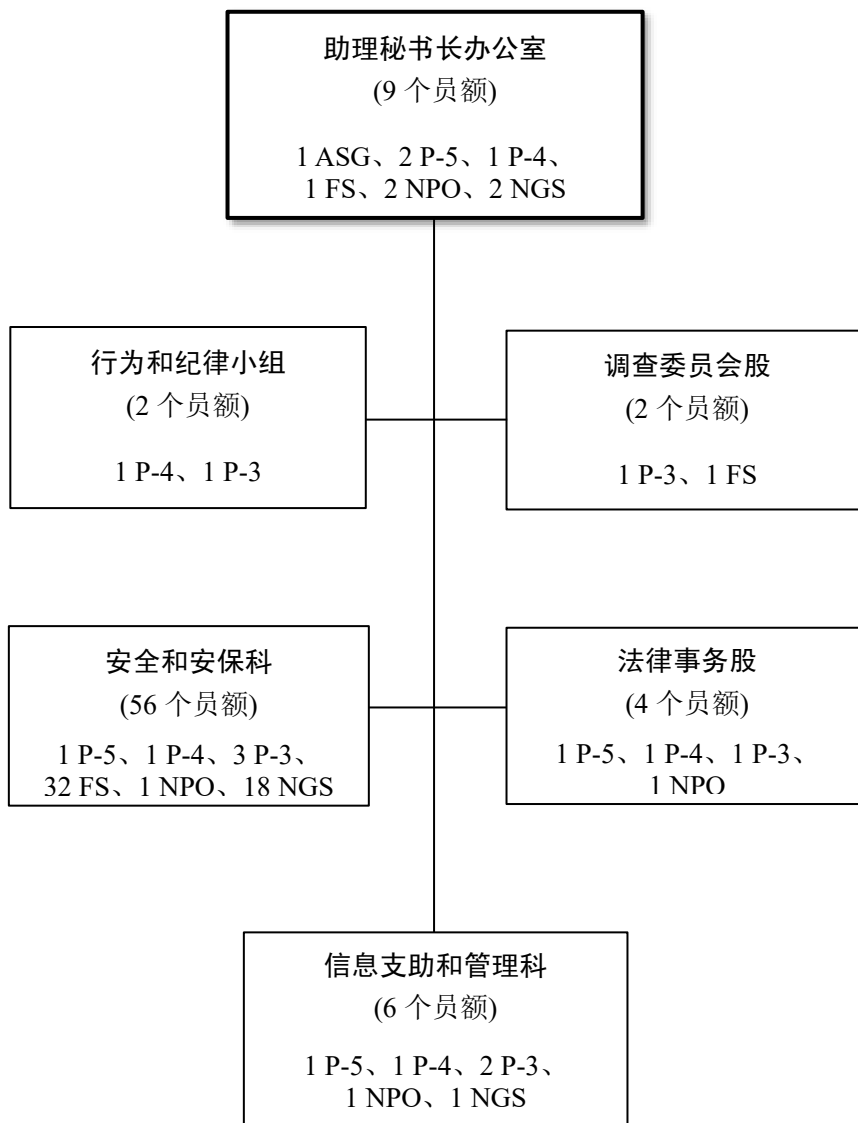 助理秘书长办公室
(9 个员额)
1 ASG、2 P-5、1 P-4、
1 FS、2 NPO、2 NGS
行为和纪律小组
(2 个员额)
1 P-4、1 P-3
调查委员会股
(2 个员额)
1 P-3、1 FS
安全和安保科
(56 个员额)
1 P-5、1 P-4、3 P-3、
32 FS、1 NPO、18 NGS
法律事务股
(4 个员额)
1 P-5、1 P-4、1 P-3、
1 NPO
信息支助和管理科
(6 个员额)
1 P-5、1 P-4、2 P-3、
1 NPO、1 NGS